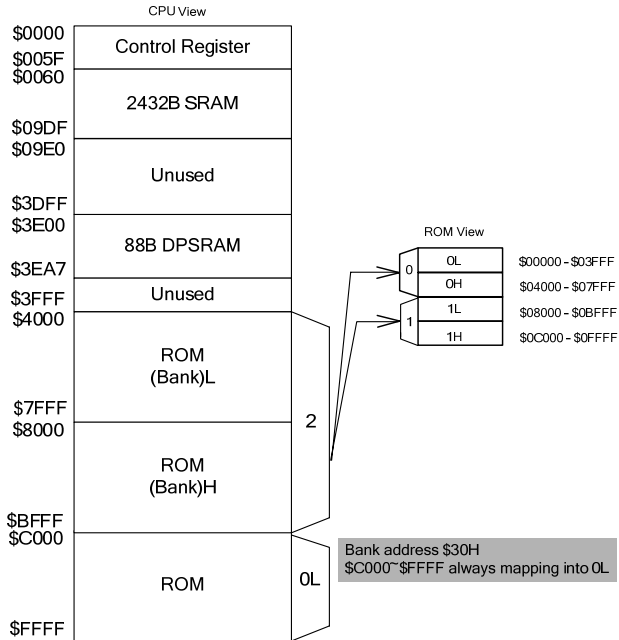 CPU View
$0000
Control Register
$005F
$0060
2432B SRAM
$09DF
$09E0
Unused
$3DFF
$3E00
88B DPSRAM
$3EA7
Unused
$3FFF
$4000
ROM
(Bank)L
$7FFF
$8000
ROM
(Bank)H
$BFFF
$C000
ROM
$FFFF
2
0L
ROM View
0
0L
$00000 - $03FFF
0H
$04000 - $07FFF
1
1L
$08000 - $0BFFF
1H
$0C000 - $0FFFF
Bank address $30H
$C000~$FFFF always mapping into 0L